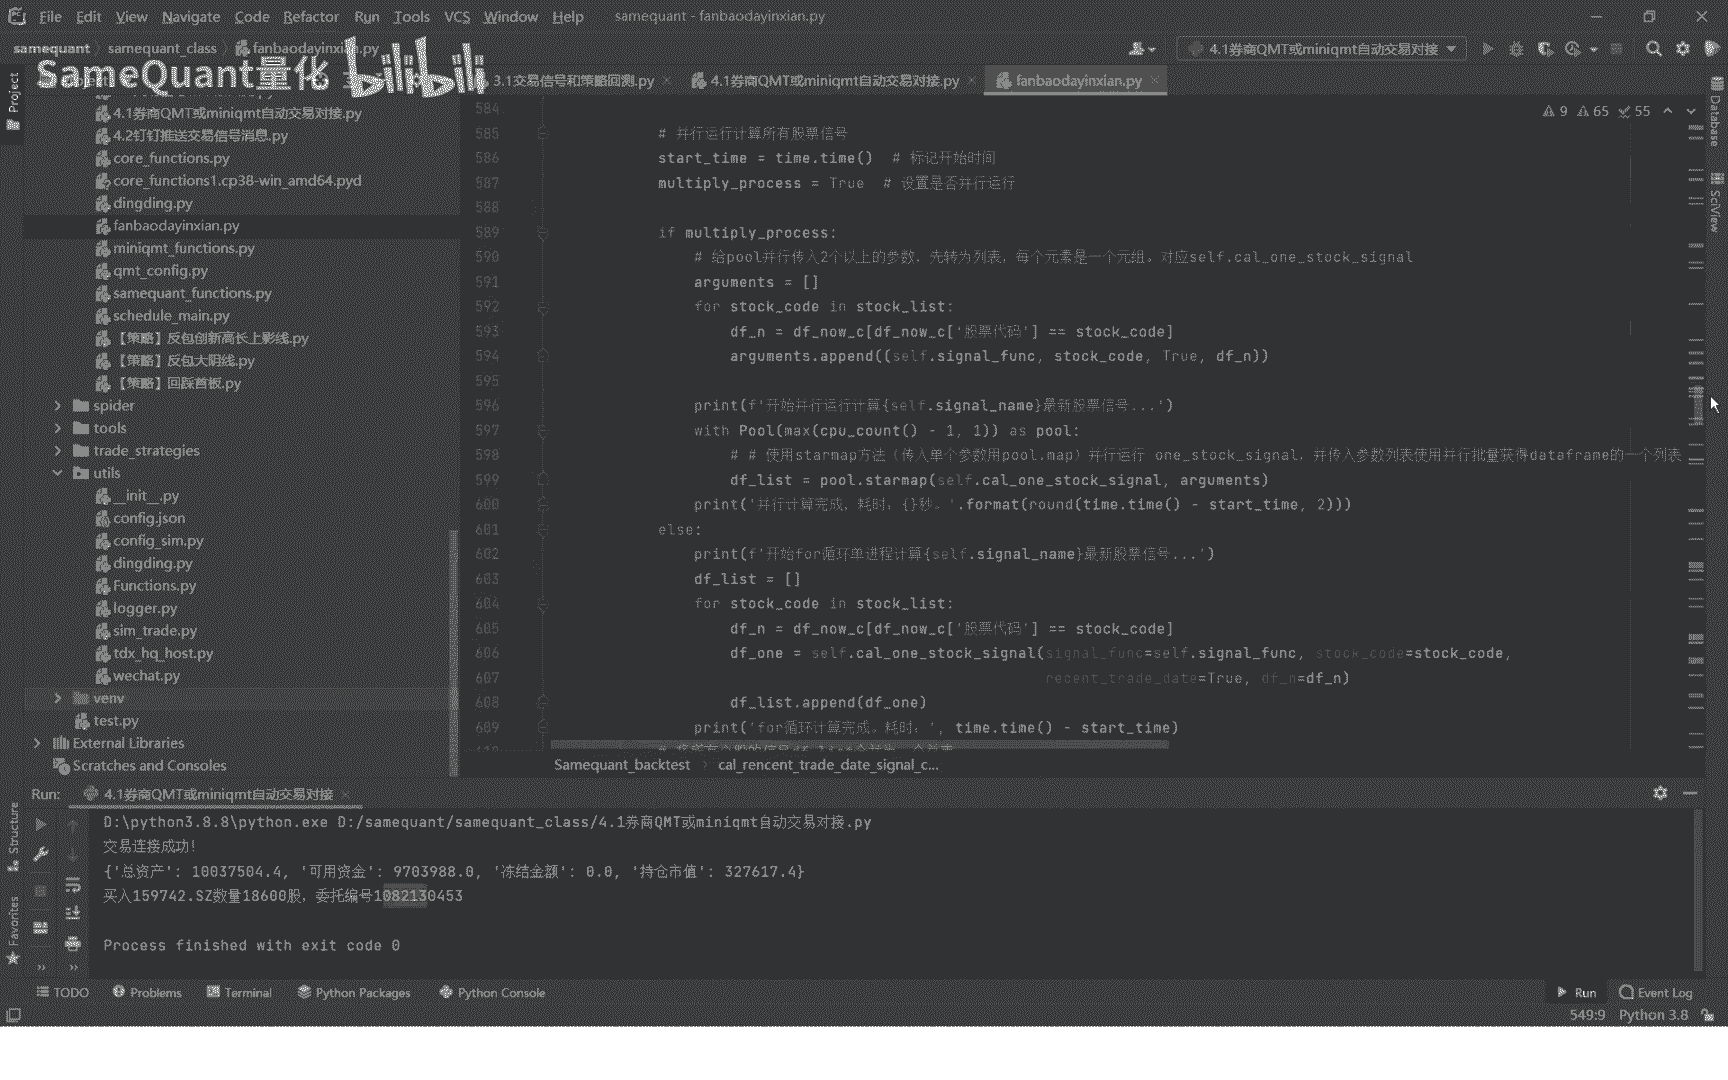 File Edit View Navigate Code Refactor Run Tools VCS Window Help samequant - fanbaodayinxian.py
samequant samequant_class fanbaodayinxian.py 4.1券商QMT或miniqmt自动交易对接
SameQuant量化 bilibili
3.1交易信号和策略回测.py 4.1券商QMT或miniqmt自动交易对接.py fanbaodayinxian.py
Project
4.1券商QMT或miniqmt自动交易对接.py
4.2钉钉推送交易信号消息.py
core_functions.py
core_functions1.cp38-win_amd64.pyd
dingding.py
fanbaodayinxian.py
miniqmt_functions.py
qmt_config.py
samequant_functions.py
schedule_main.py
【策略】反包创新高长上影线.py
【策略】反包大阴线.py
【策略】回踩首板.py
spider
tools
trade_strategies
utils
__init__.py
config.json
config_sim.py
dingding.py
Functions.py
logger.py
sim_trade.py
tdx_hq_host.py
wechat.py
venv
test.py
External Libraries
Scratches and Consoles
9 65 55
584
585 # 并行运行计算所有股票信号
586 start_time = time.time() # 标记开始时间
587 multiply_process = True # 设置是否并行运行
588
589 if multiply_process:
590 # 给pool并行传入2个以上的参数，先转为列表，每个元素是一个元组。对应self.cal_one_stock_signal
591 arguments = []
592 for stock_code in stock_list:
593 df_n = df_now_c[df_now_c['股票代码'] == stock_code]
594 arguments.append((self.signal_func, stock_code, True, df_n))
595
596 print(f'开始并行运行计算{self.signal_name}最新股票信号...')
597 with Pool(max(cpu_count() - 1, 1)) as pool:
598 # # 使用starmap方法（传入单个参数用pool.map）并行运行 one_stock_signal，并传入参数列表使用并行批量获得dataframe的一个列表
599 df_list = pool.starmap(self.cal_one_stock_signal, arguments)
600 print('并行计算完成，耗时：{}秒。'.format(round(time.time() - start_time, 2)))
601 else:
602 print(f'开始for循环单进程计算{self.signal_name}最新股票信号...')
603 df_list = []
604 for stock_code in stock_list:
605 df_n = df_now_c[df_now_c['股票代码'] == stock_code]
606 df_one = self.cal_one_stock_signal(signal_func=self.signal_func, stock_code=stock_code,
607 recent_trade_date=True, df_n=df_n)
608 df_list.append(df_one)
609 print('for循环计算完成。耗时：', time.time() - start_time)
Samequant_backtest cal_rencent_trade_date_signal_c...
Database
SciView
Run: 4.1券商QMT或miniqmt自动交易对接
D:\python3.8.8\python.exe D:/samequant/samequant_class/4.1券商QMT或miniqmt自动交易对接.py
交易连接成功!
{'总资产': 10037504.4, '可用资金': 9703988.0, '冻结金额': 0.0, '持仓市值': 327617.4}
买入159742.SZ数量18600股，委托编号1082130453
Process finished with exit code 0
Structure
Favorites
TODO Problems Terminal Python Packages Python Console Run Event Log
549:9 Python 3.8